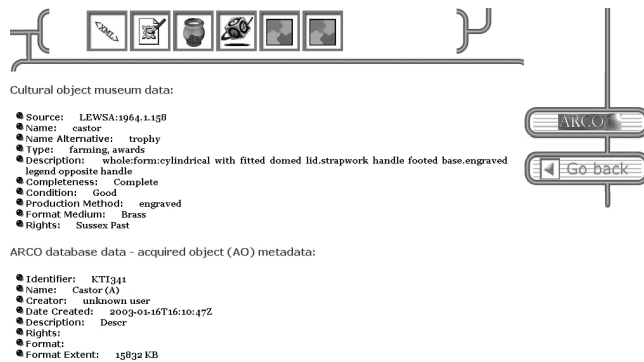 <XML>
Cultural object museum data:
Source: LEWSA:1964.1.158
Name: castor
Name Alternative: trophy
Type: farming, awards
Description: whole:form:cylindrical with fitted domed lid.strapwork handle footed base.engraved
legend opposite handle
Completeness: Complete
Condition: Good
Production Method: engraved
Format Medium: Brass
Rights: Sussex Past
ARCO
Go back
ARCO database data - acquired object (AO) metadata:
Identifier: KTI341
Name: Castor (A)
Creator: unknown user
Date Created: 2003-01-16T16:10:47Z
Description: Descr
Rights:
Format:
Format Extent: 15832 KB